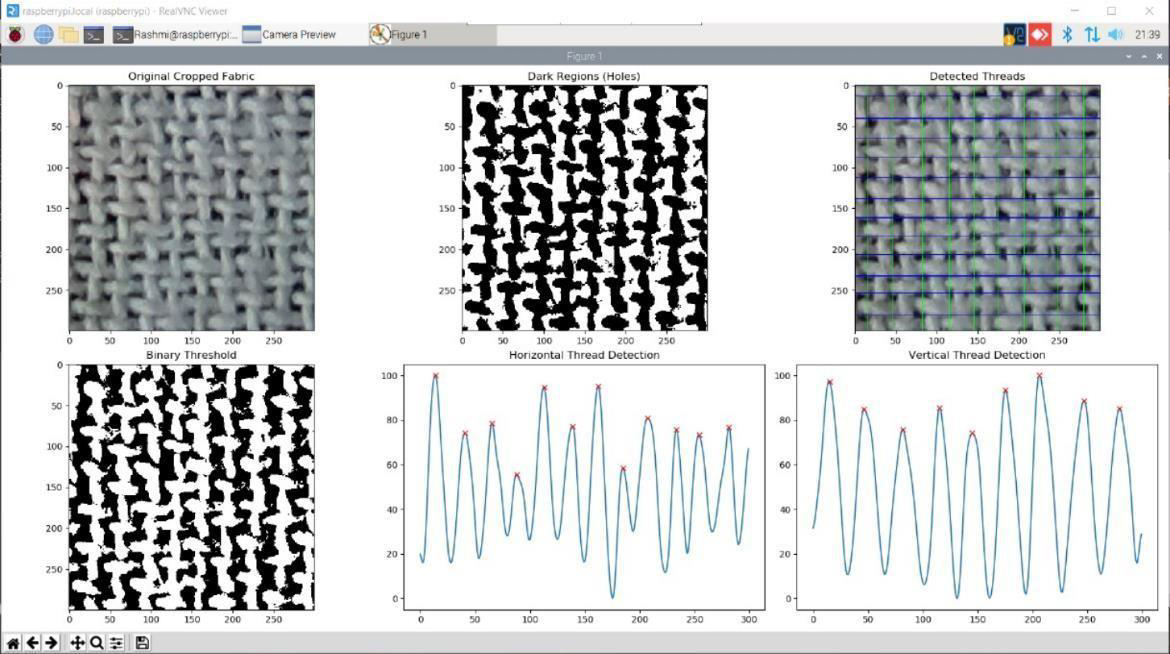 raspberrypi.local (raspberrypi) - RealVNC Viewer
Rashmi@raspberrypi:... Camera Preview Figure 1 21:39
Figure 1
Original Cropped Fabric
Dark Regions (Holes)
Detected Threads
0
50
100
150
200
250
0 50 100 150 200 250
0
50
100
150
200
250
0 50 100 150 200 250
0
50
100
150
200
250
0 50 100 150 200 250
Binary Threshold
Horizontal Thread Detection
Vertical Thread Detection
0
50
100
150
200
250
0 50 100 150 200 250
100
80
60
40
20
0
0 50 100 150 200 250 300
100
80
60
40
20
0
0 50 100 150 200 250 300